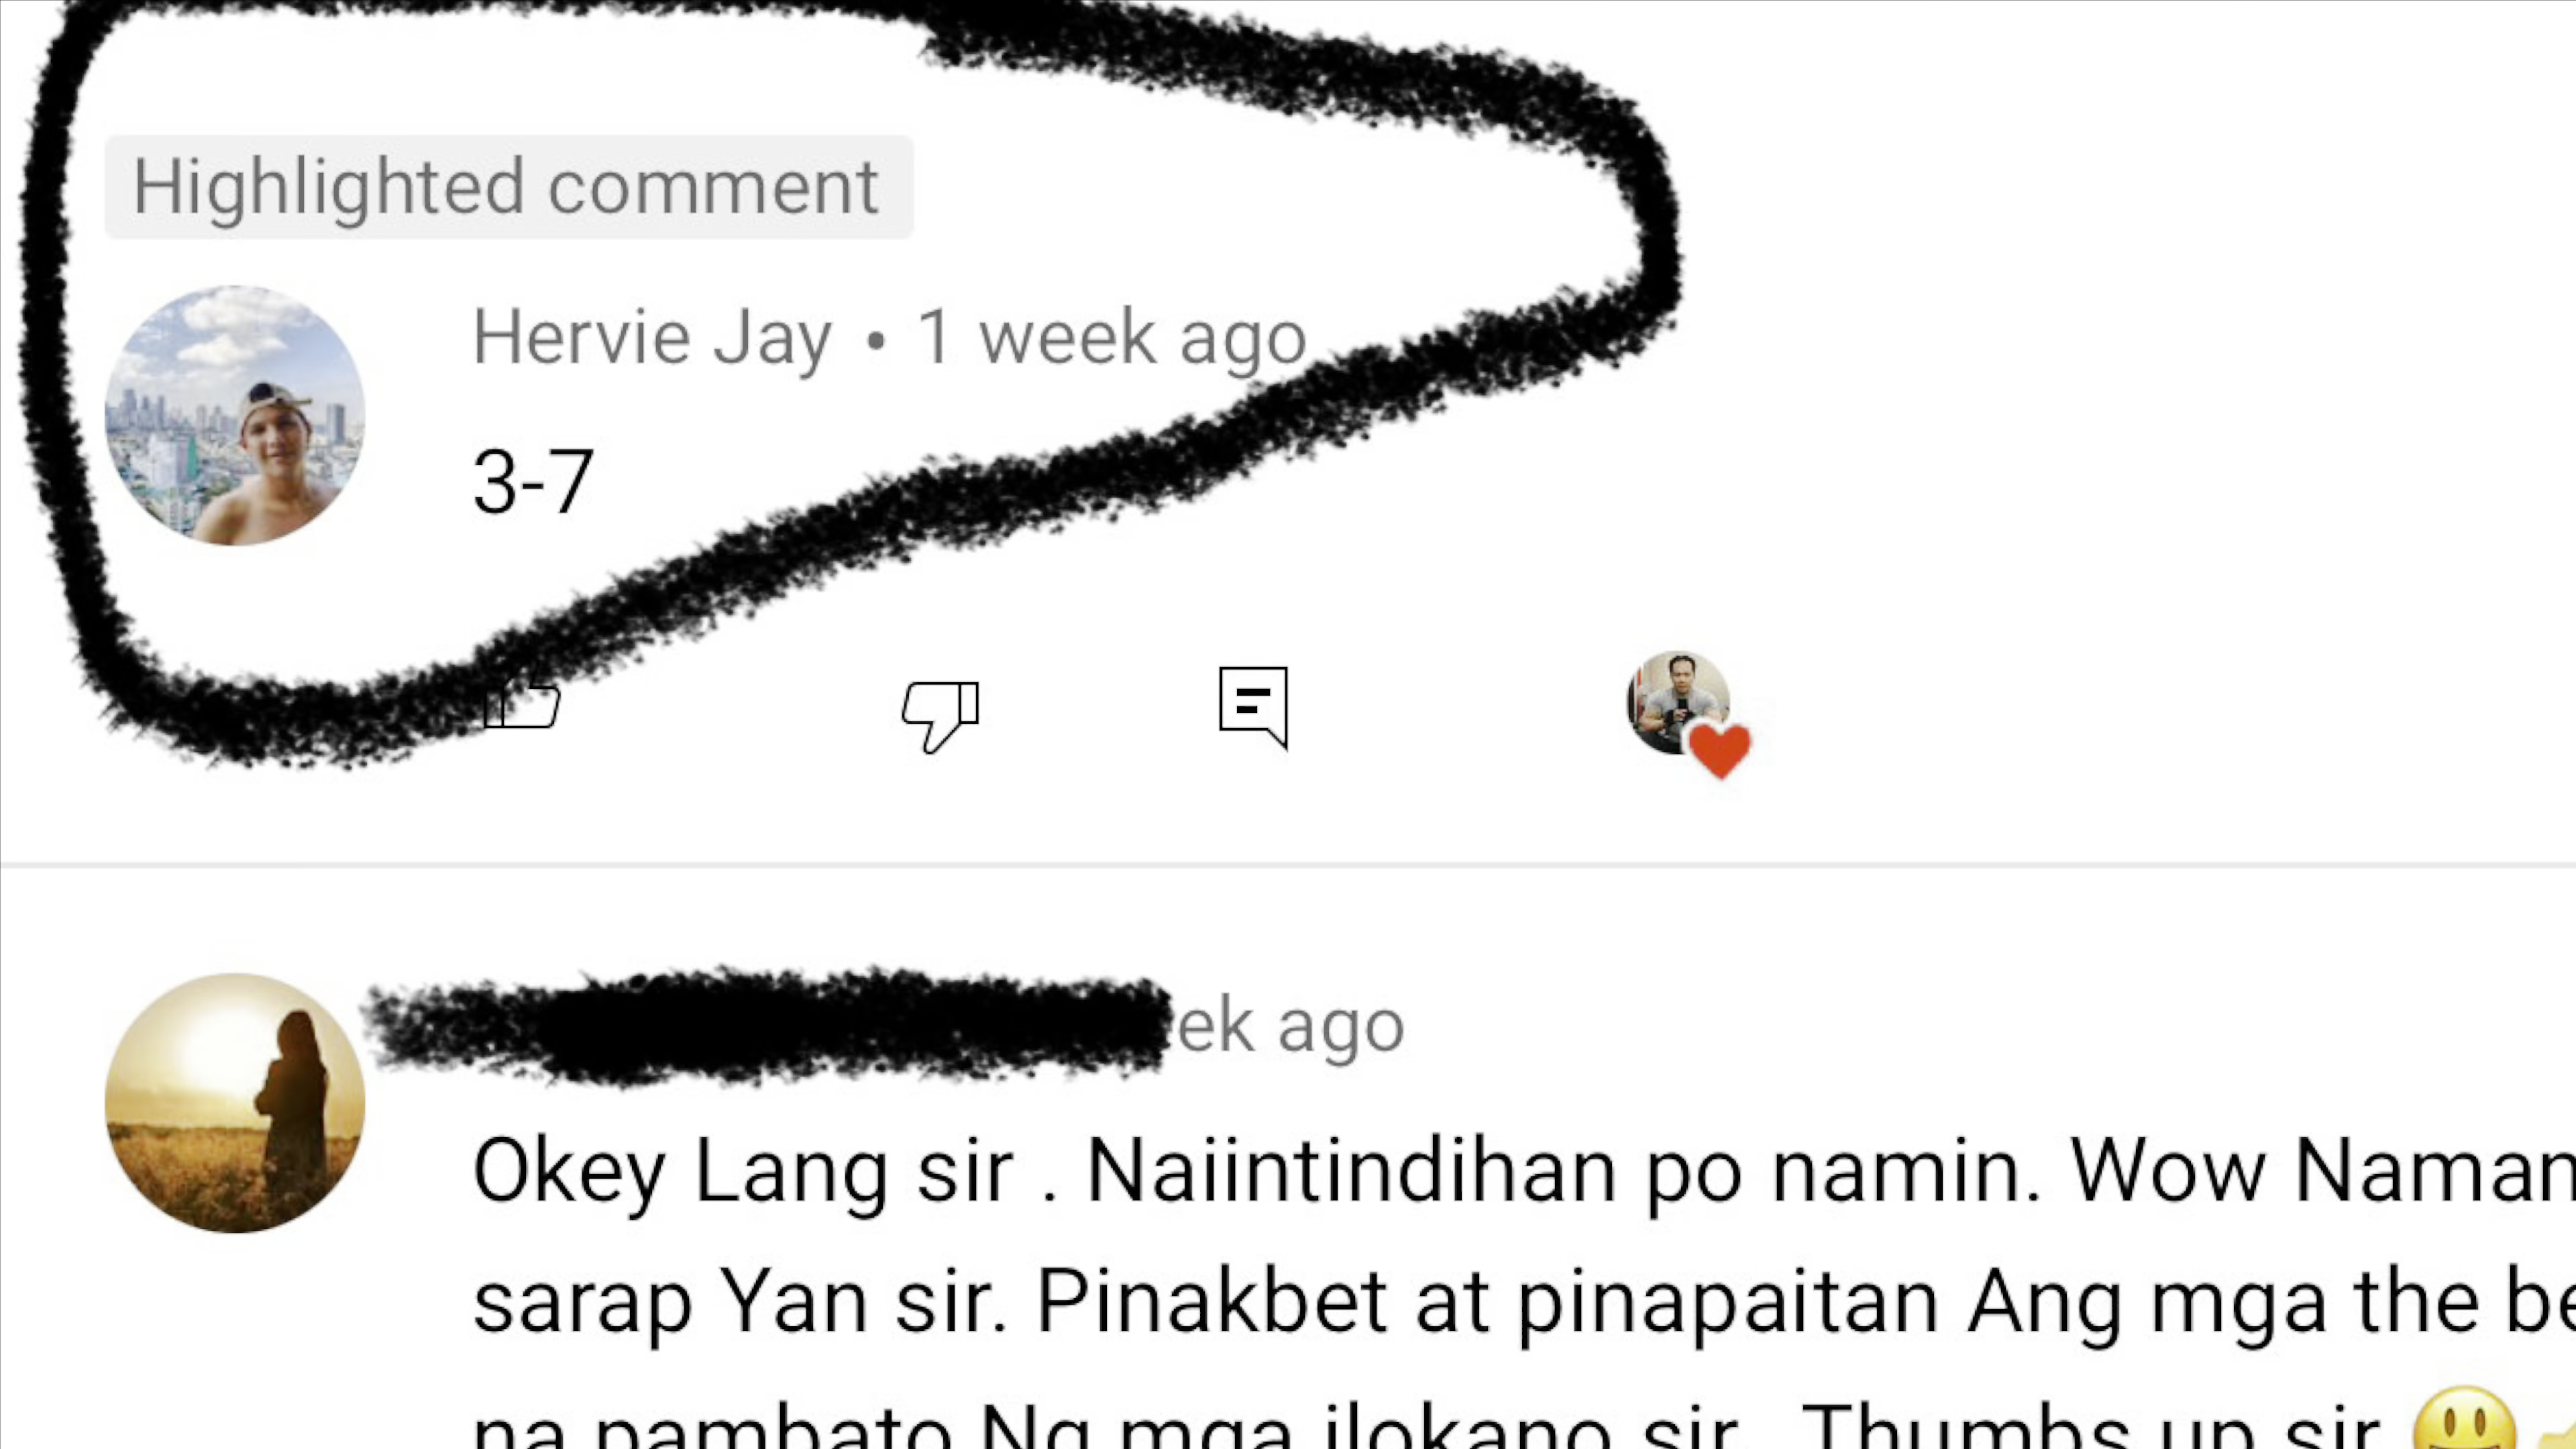 Highlighted comment
Hervie Jay • 1 week ago
3-7
ek ago
Okey Lang sir . Naiintindihan po namin. Wow Naman
sarap Yan sir. Pinakbet at pinapaitan Ang mga the be
na pambato Ng mga ilokano sir . Thumbs up sir 😃